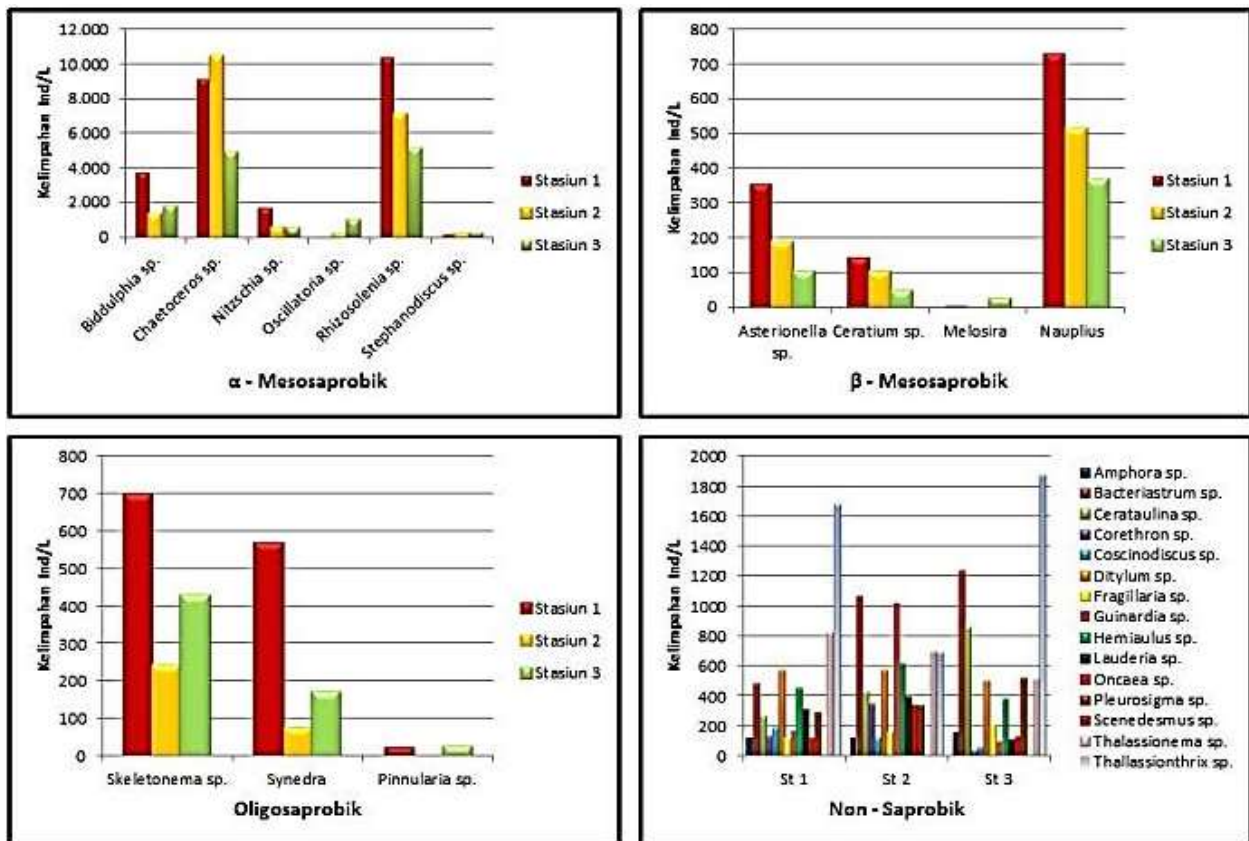 12.000
10.000
8.000
6.000
4.000
2.000
0
Kelimpahan Ind/L
Biddulphia sp.
Chaetoceros sp.
Nitzschia sp.
Oscillatoria sp.
Rhizosolenia sp.
Stephanodiscus sp.
Stasiun 1
Stasiun 2
Stasiun 3
α - Mesosaprobik
800
700
600
500
400
300
200
100
0
Kelimpahan Ind/L
Asterionella sp.
Ceratium sp.
Melosira
Nauplius
Stasiun 1
Stasiun 2
Stasiun 3
β - Mesosaprobik
800
700
600
500
400
300
200
100
0
Kelimpahan Ind/L
Skeletonema sp.
Synedra
Pinnularia sp.
Stasiun 1
Stasiun 2
Stasiun 3
Oligosaprobik
2000
1800
1600
1400
1200
1000
800
600
400
200
0
Kelimpahan Ind/L
St 1
St 2
St 3
Amphora sp.
Bacteriastrum sp.
Cerataulina sp.
Corethron sp.
Coscinodiscus sp.
Ditylum sp.
Fragillaria sp.
Guinardia sp.
Hemiaulus sp.
Lauderia sp.
Oncaea sp.
Pleurosigma sp.
Scenedesmus sp.
Thalassionema sp.
Thallassionthrix sp.
Non - Saprobik